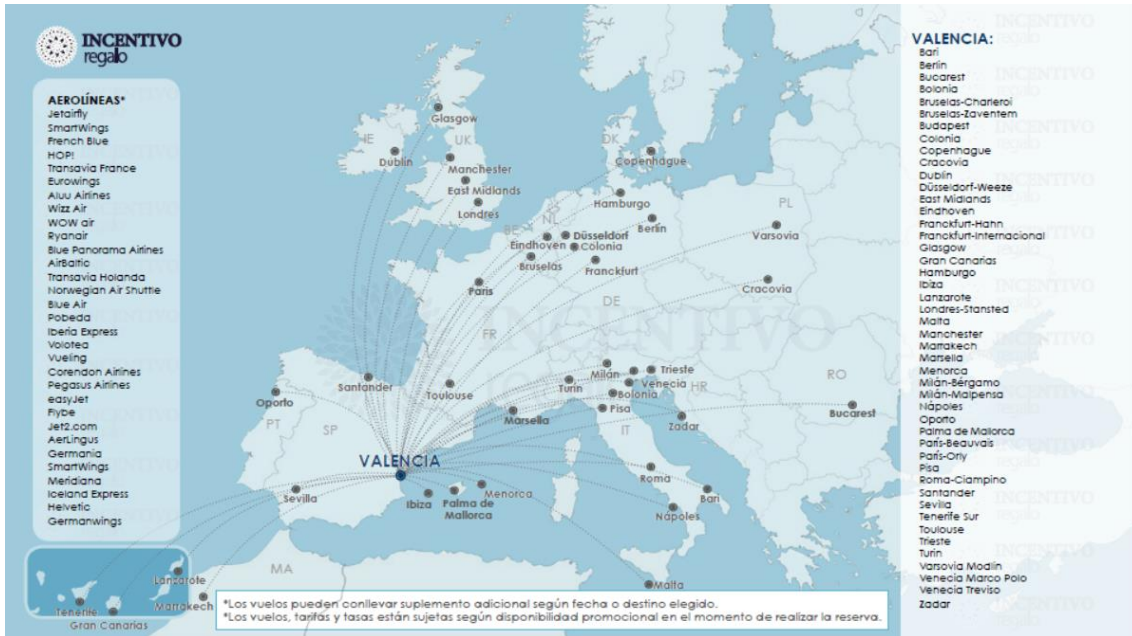 INCENTIVO
regalo
AEROLÍNEAS*
Jetairfly
SmartWings
French Blue
HOP!
Transavia France
Eurowings
Aluu Airlines
Wizz Air
WOW air
Ryanair
Blue Panorama Airlines
AirBaltic
Transavia Holanda
Norwegian Air Shuttle
Blue Air
Pobeda
Iberia Express
Volotea
Vueling
Corendon Airlines
Pegasus Airlines
easyJet
Flybe
Jet2.com
AerLingus
Germania
SmartWings
Meridiana
Iceland Express
Helvetic
Germanwings
Glasgow
IE
UK
Dublín
Manchester
East Midlands
Londres
DK
Copenhague
Hamburgo
PL
NL
BE
Berlín
Varsovia
Düsseldorf
Eindhoven
Colonia
Bruselas
Franckfurt
París
Cracovia
DE
INCENTIVO
FR
Santander
Toulouse
Milán
Trieste
Turín
Venecia
HR
RO
Bolonia
Oporto
Marsella
Pisa
Zadar
Bucarest
PT
SP
IT
VALENCIA
Roma
Sevilla
Ibiza
Palma de
Mallorca
Menorca
Bari
Nápoles
MA
Lanzarote
Malta
Tenerife
Marrakech
Gran Canarias
*Los vuelos pueden conllevar suplemento adicional según fecha o destino elegido.
*Los vuelos, tarifas y tasas están sujetas según disponibilidad promocional en el momento de realizar la reserva.
VALENCIA:
Bari
Berlín
Bucarest
Bolonia
Bruselas-Charleroi
Bruselas-Zaventem
Budapest
Colonia
Copenhague
Cracovia
Dublín
Düsseldorf-Weeze
East Midlands
Eindhoven
Franckfurt-Hahn
Franckfurt-Internacional
Glasgow
Gran Canarias
Hamburgo
Ibiza
Lanzarote
Londres-Stansted
Malta
Manchester
Marrakech
Marsella
Menorca
Milán-Bérgamo
Milán-Malpensa
Nápoles
Oporto
Palma de Mallorca
París-Beauvais
París-Orly
Pisa
Roma-Ciampino
Santander
Sevilla
Tenerife Sur
Toulouse
Trieste
Turín
Varsovia Modlin
Venecia Marco Polo
Venecia Treviso
Zadar